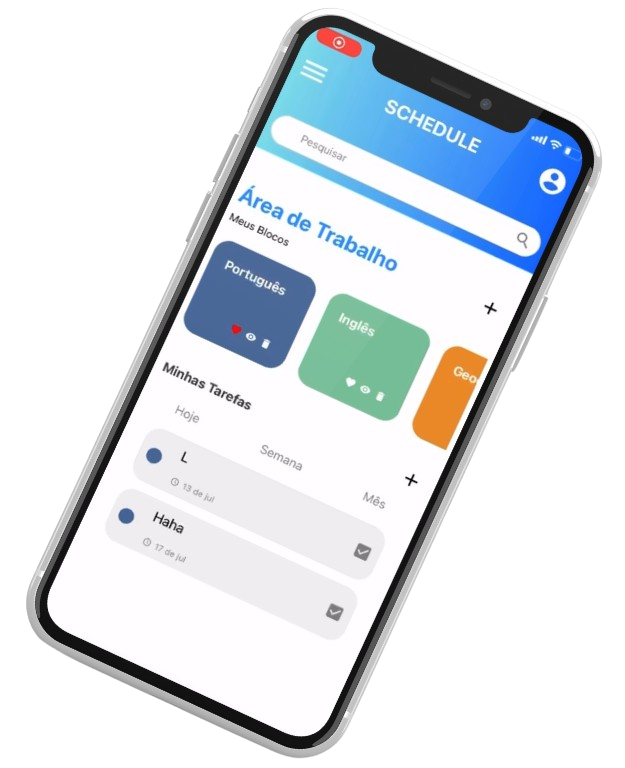 SCHEDULE
Pesquisar
Área de Trabalho
Meus Blocos
Português
Inglês
Geo
Minhas Tarefas
Hoje
Semana
Mês
L
13 de jul
Haha
17 de jul